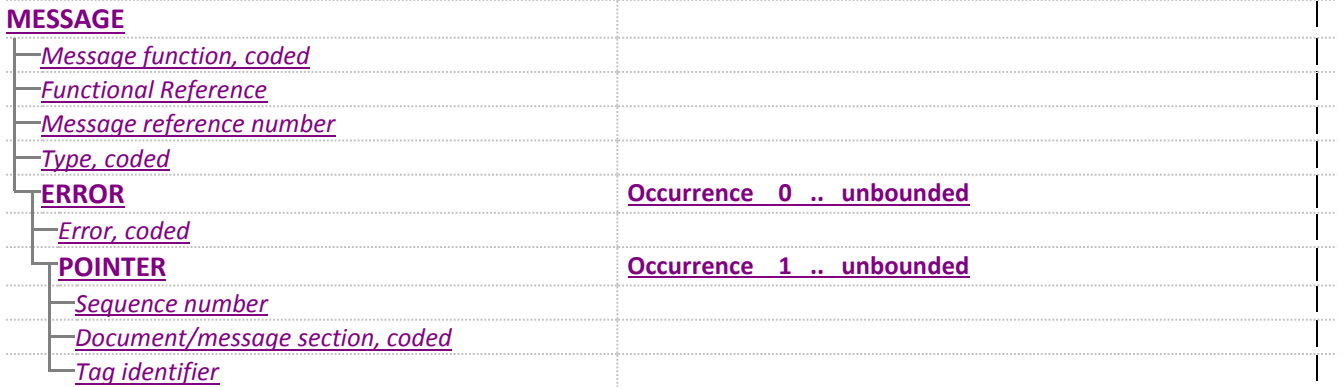 MESSAGE
Message function, coded
Functional Reference
Message reference number
Type, coded
ERROR Occurrence 0 .. unbounded
Error, coded
POINTER Occurrence 1 .. unbounded
Sequence number
Document/message section, coded
Tag identifier